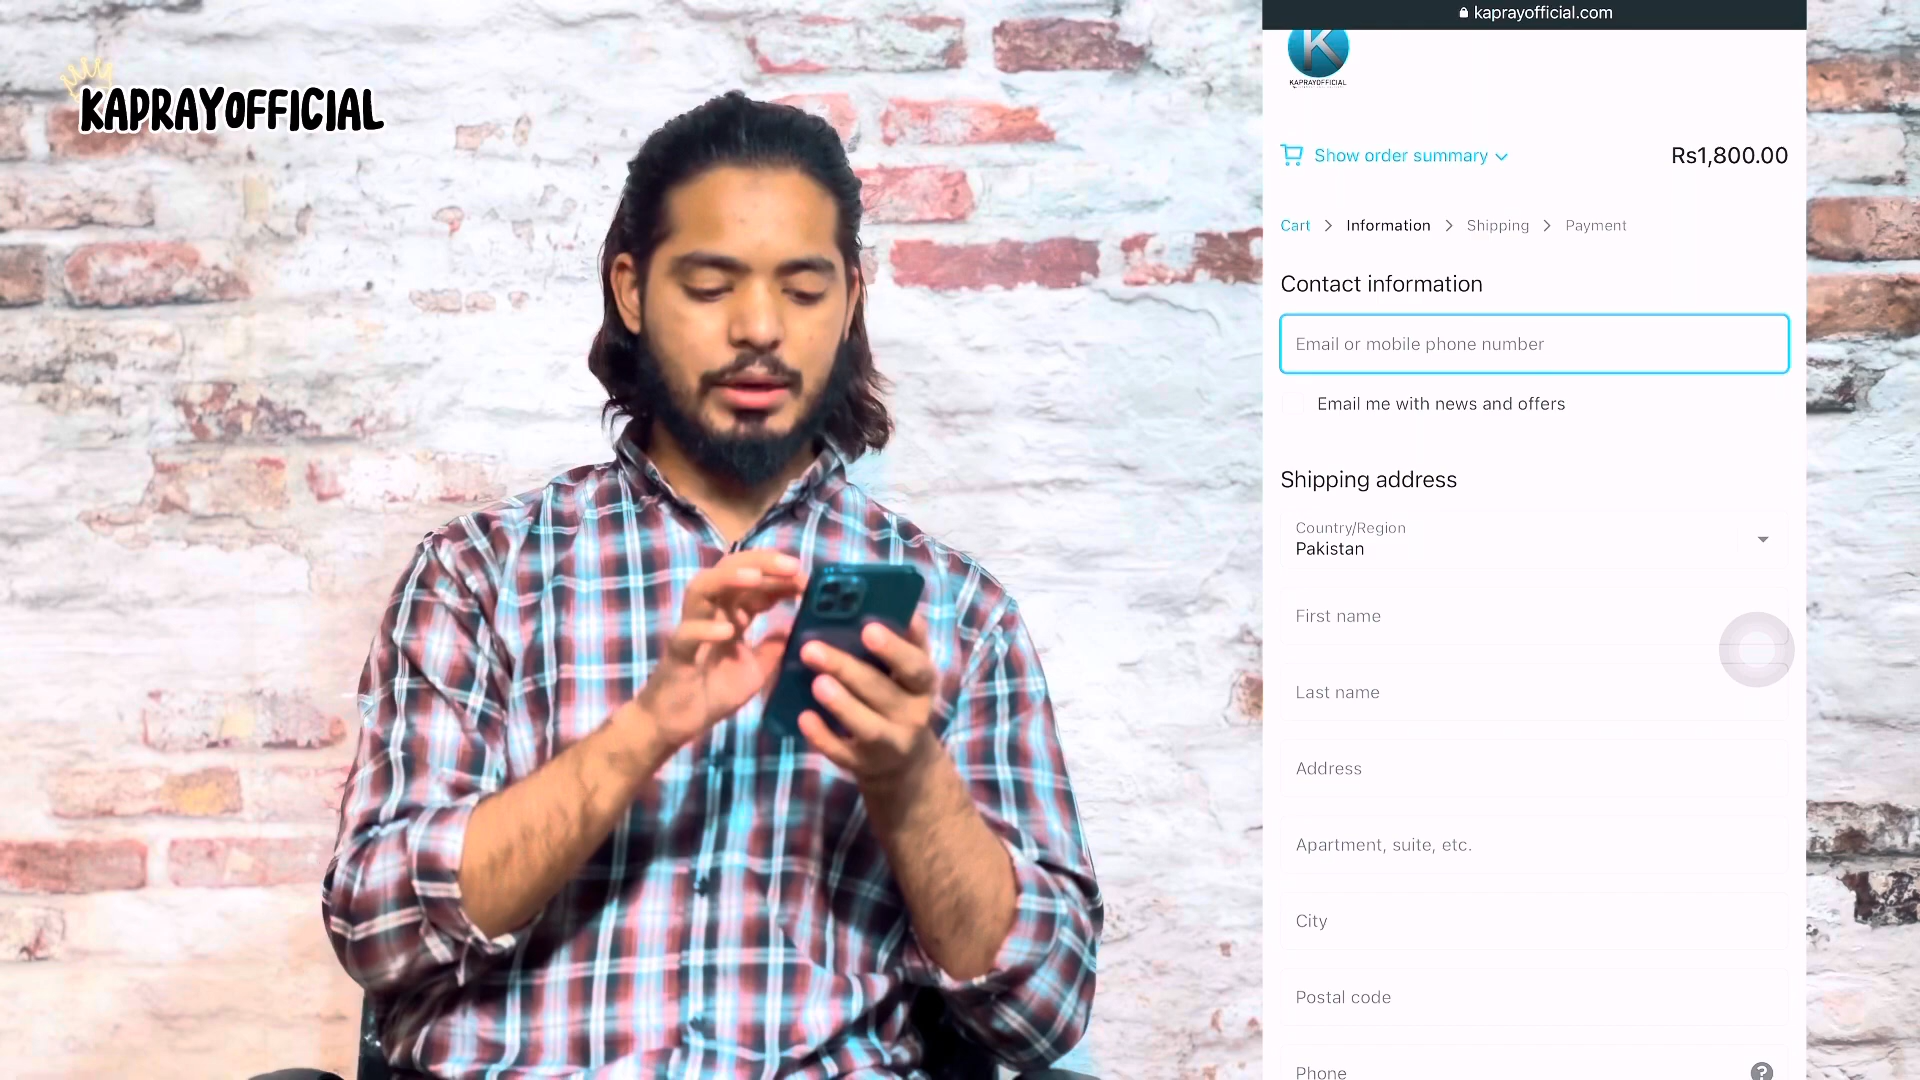 KAPRAYOFFICIAL
kaprayofficial.com
K
KAPRAYOFFICIAL
Show order summary
Rs1,800.00
Cart > Information > Shipping > Payment
Contact information
Email or mobile phone number
Email me with news and offers
Shipping address
Country/Region
Pakistan
First name
Last name
Address
Apartment, suite, etc.
City
Postal code
Phone
?